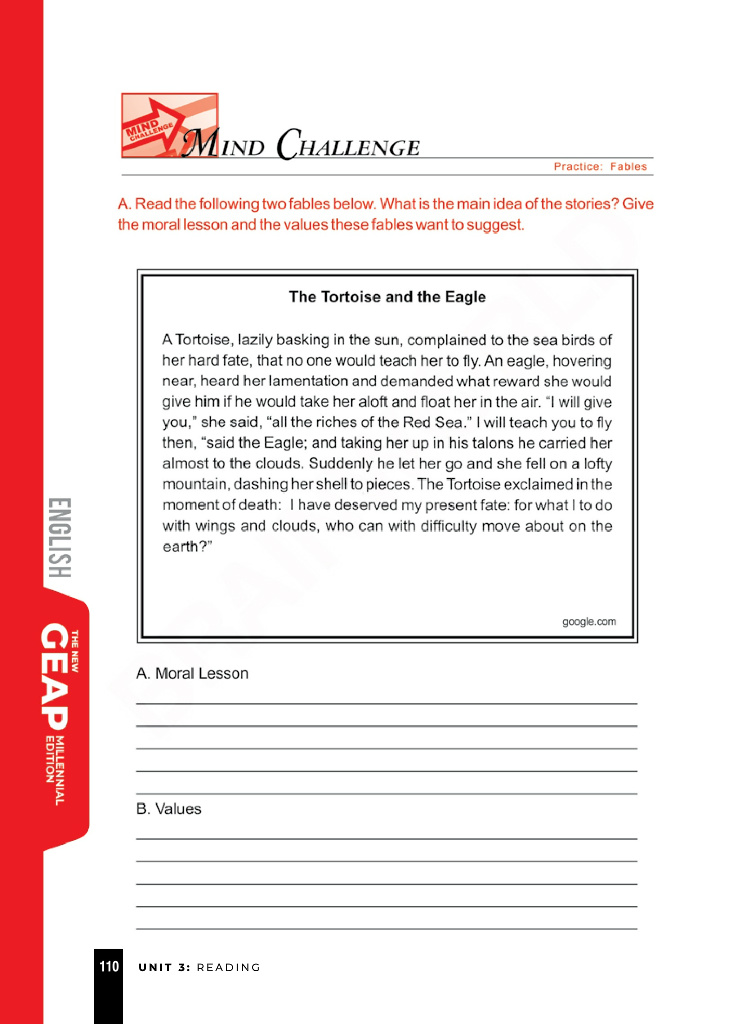 MIND
CHALLENGE
MIND CHALLENGE
Practice: Fables
A. Read the following two fables below. What is the main idea of the stories? Give
the moral lesson and the values these fables want to suggest.
The Tortoise and the Eagle
A Tortoise, lazily basking in the sun, complained to the sea birds of
her hard fate, that no one would teach her to fly. An eagle, hovering
near, heard her lamentation and demanded what reward she would
give him if he would take her aloft and float her in the air. “I will give
you,” she said, “all the riches of the Red Sea.” I will teach you to fly
then, “said the Eagle; and taking her up in his talons he carried her
almost to the clouds. Suddenly he let her go and she fell on a lofty
mountain, dashing her shell to pieces. The Tortoise exclaimed in the
moment of death:  I have deserved my present fate: for what I to do
with wings and clouds, who can with difficulty move about on the
earth?”
google.com
A. Moral Lesson
B. Values
ENGLISH
THE NEW
GEAP
MILLENNIAL
EDITION
110
UNIT 3: READING